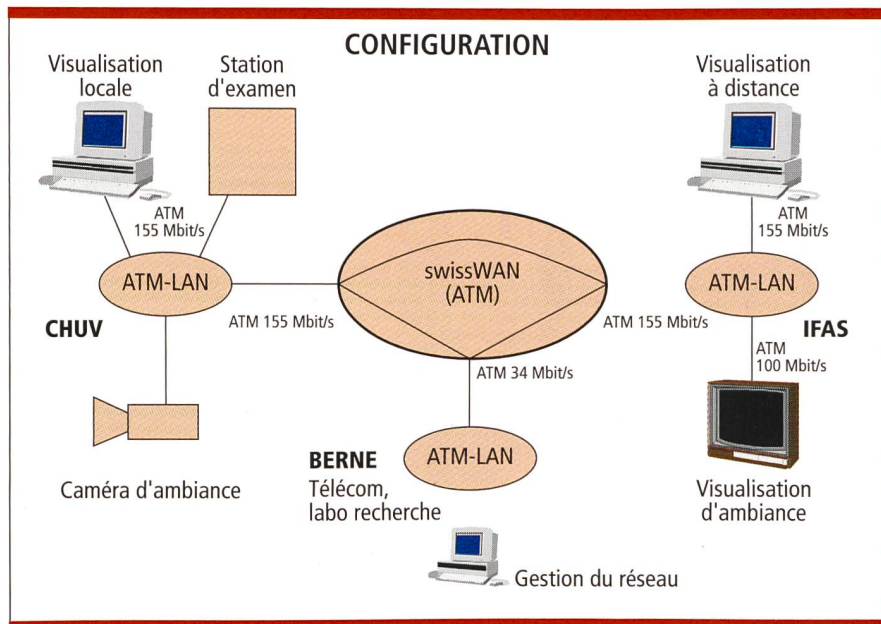 CONFIGURATION
Visualisation
locale
Station
d'examen
Visualisation
à distance
ATM
155 Mbit/s
ATM
155 Mbit/s
ATM-LAN
swissWAN
(ATM)
ATM-LAN
CHUV
ATM 155 Mbit/s
ATM 155 Mbit/s
IFAS
ATM 34 Mbit/s
ATM
100 Mbit/s
BERNE
Télécom,
labo recherche
ATM-LAN
Caméra d'ambiance
Visualisation
d'ambiance
Gestion du réseau